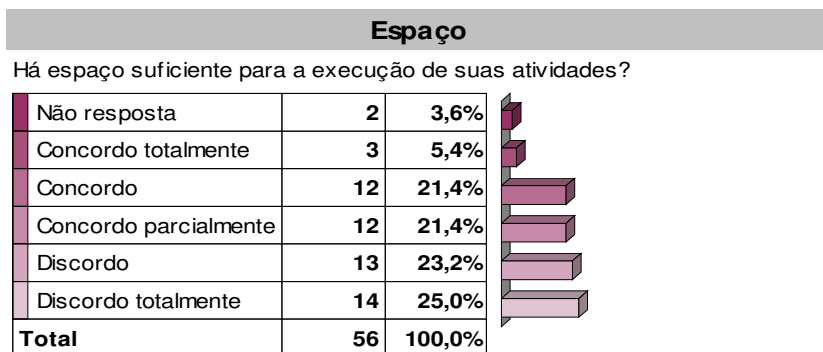 Espaço
Há espaço suficiente para a execução de suas atividades?
Não resposta 2 3,6%
Concordo totalmente 3 5,4%
Concordo 12 21,4%
Concordo parcialmente 12 21,4%
Discordo 13 23,2%
Discordo totalmente 14 25,0%
Total 56 100,0%